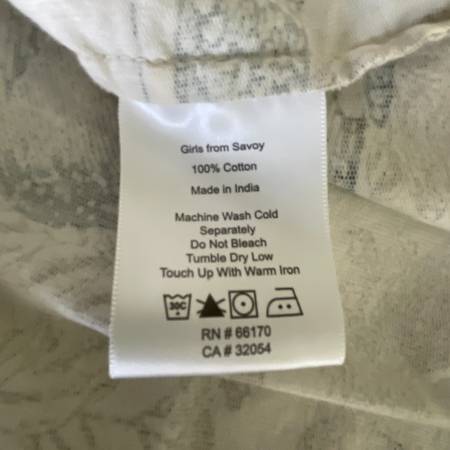 Girls from Savoy
100% Cotton
Made in India
Machine Wash Cold
Separately
Do Not Bleach
Tumble Dry Low
Touch Up With Warm Iron
30C
RN # 66170
CA # 32054